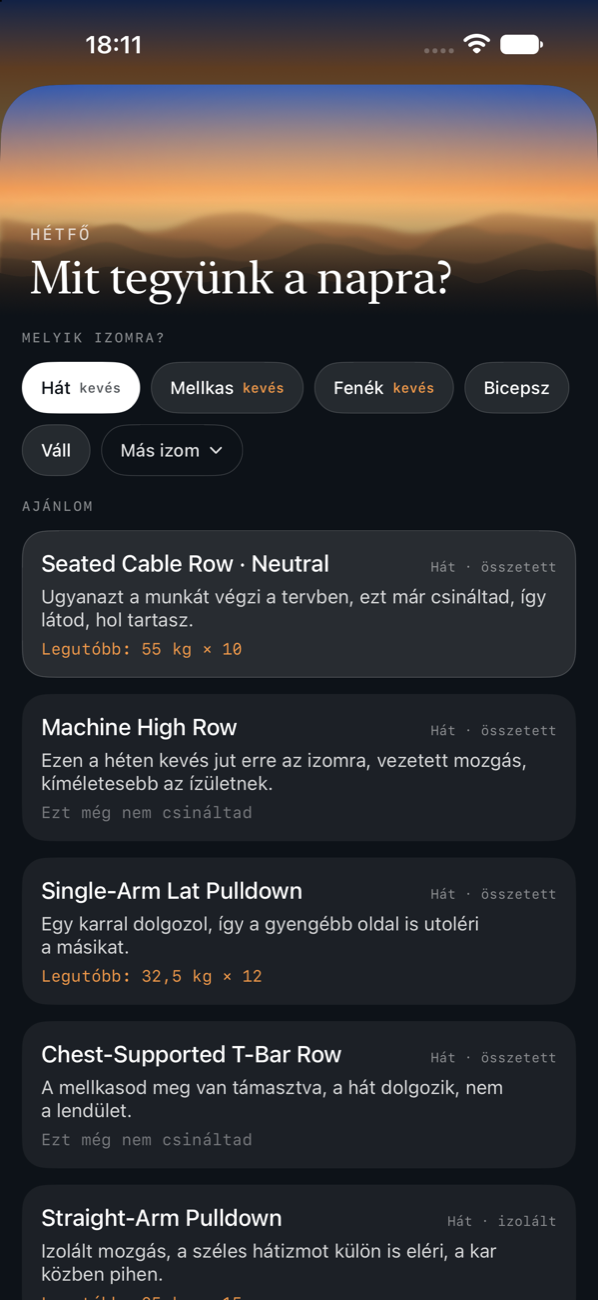 18:11
HÉTFŐ
Mit tegyünk a napra?
MELYIK IZOMRA?
Hát kevés
Mellkas kevés
Fenék kevés
Bicepsz
Váll
Más izom
AJÁNLOM
Seated Cable Row · Neutral
Hát · összetett
Ugyanazt a munkát végzi a tervben, ezt már csináltad, így
látod, hol tartasz.
Legutóbb: 55 kg × 10
Machine High Row
Hát · összetett
Ezen a héten kevés jut erre az izomra, vezetett mozgás,
kíméletesebb az ízületnek.
Ezt még nem csináltad
Single-Arm Lat Pulldown
Hát · összetett
Egy karral dolgozol, így a gyengébb oldal is utoléri
a másikat.
Legutóbb: 32,5 kg × 12
Chest-Supported T-Bar Row
Hát · összetett
A mellkasod meg van támasztva, a hát dolgozik, nem
a lendület.
Ezt még nem csináltad
Straight-Arm Pulldown
Hát · izolált
Izolált mozgás, a széles hátizmot külön is eléri, a kar
közben pihen.